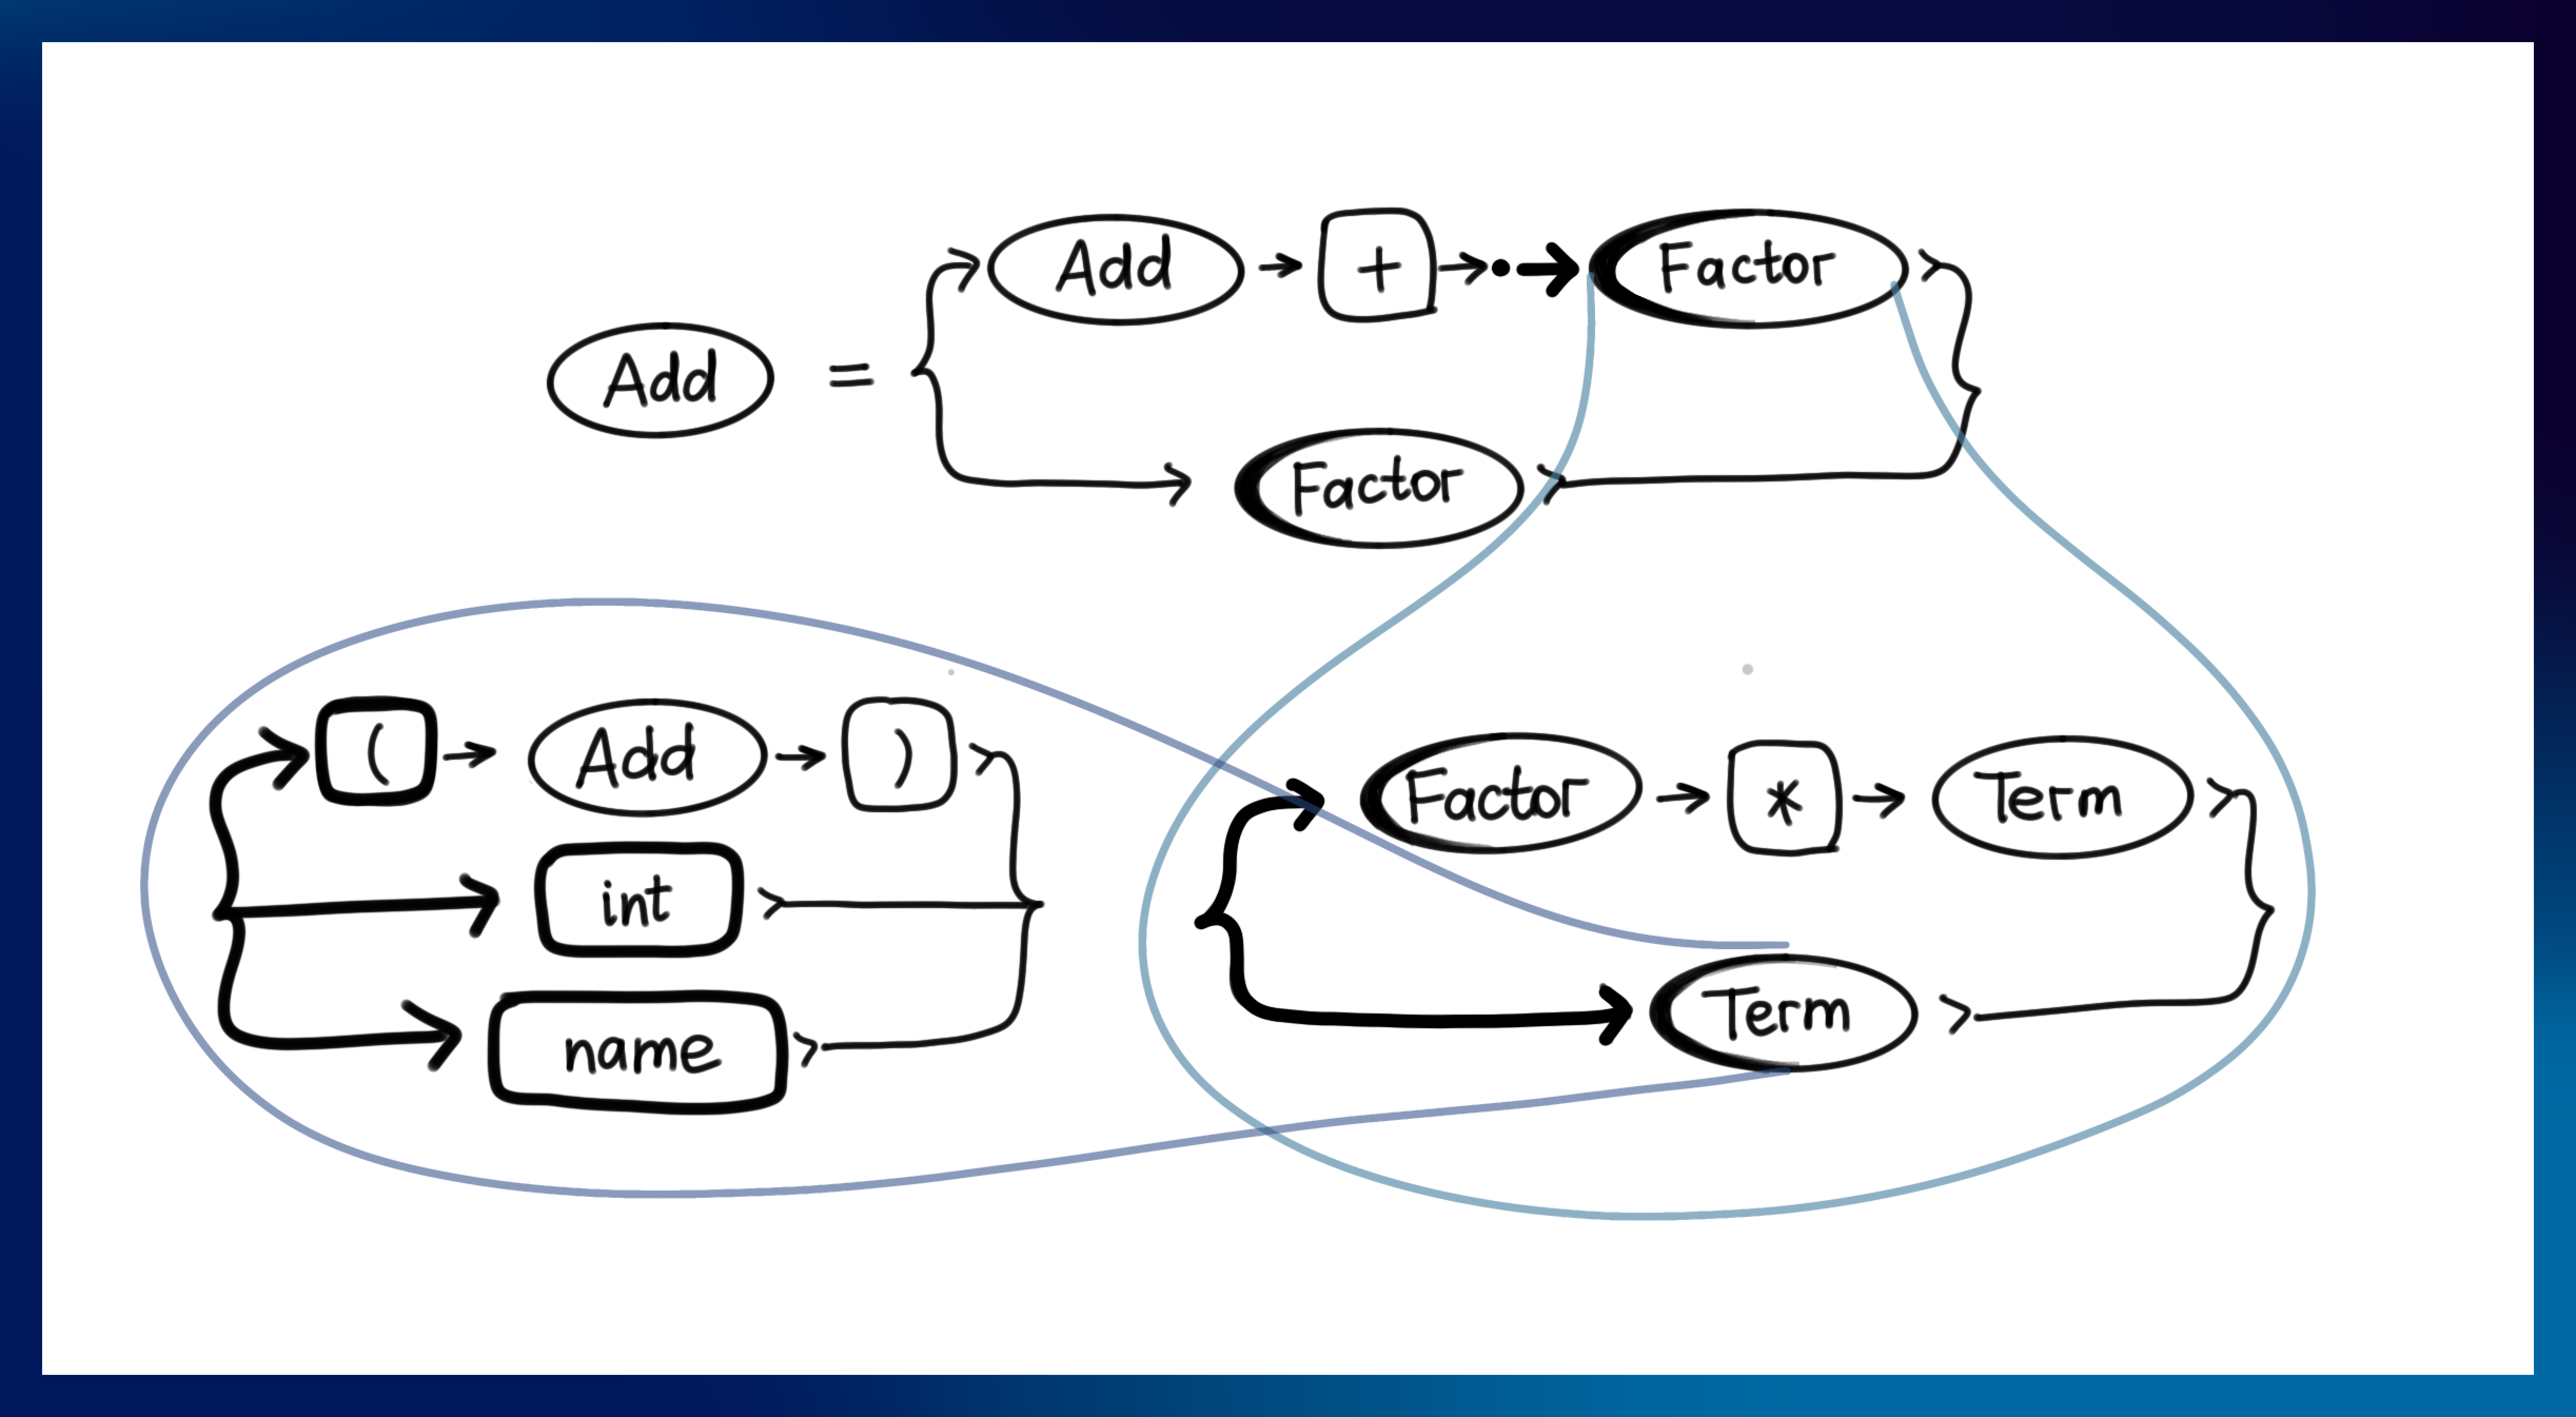 Add + Factor
Add =
Factor
( Add )
int
name
Factor * Term
Term